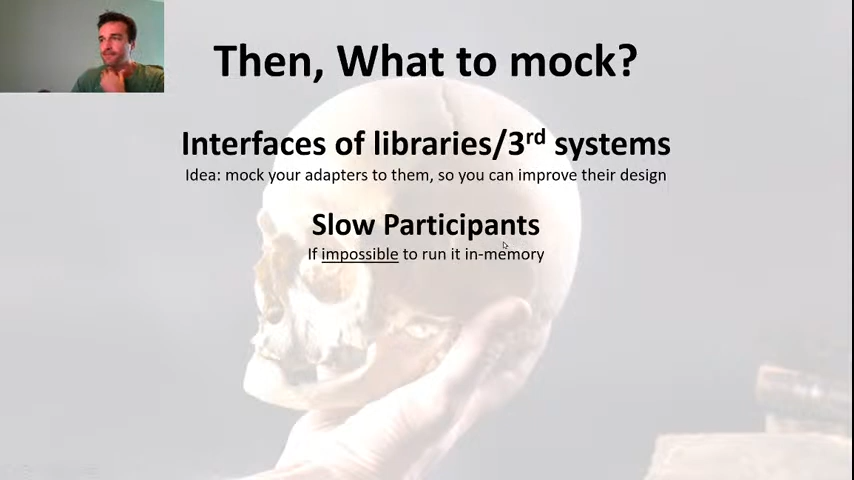 Then, What to mock?
Interfaces of libraries/3rd systems
Idea: mock your adapters to them, so you can improve their design
Slow Participants
If impossible to run it in-memory